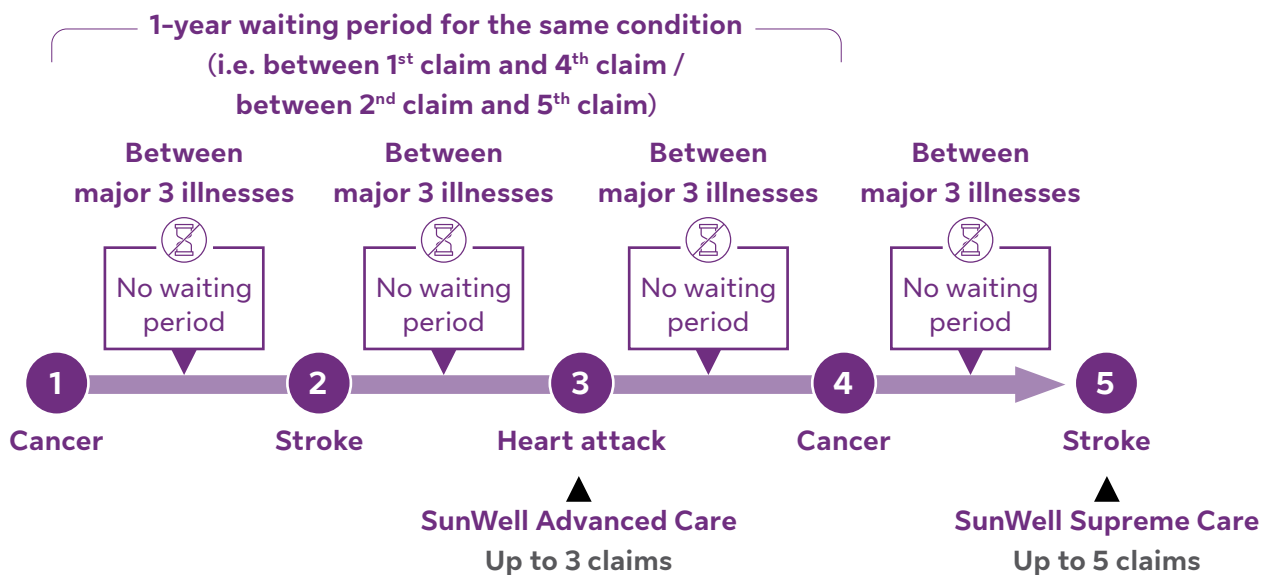 1-year waiting period for the same condition
(i.e. between 1st claim and 4th claim /
between 2nd claim and 5th claim)
Between
major 3 illnesses
Between
major 3 illnesses
Between
major 3 illnesses
Between
major 3 illnesses
No waiting
period
No waiting
period
No waiting
period
No waiting
period
1
2
3
4
5
Cancer
Stroke
Heart attack
Cancer
Stroke
SunWell Advanced Care
Up to 3 claims
SunWell Supreme Care
Up to 5 claims